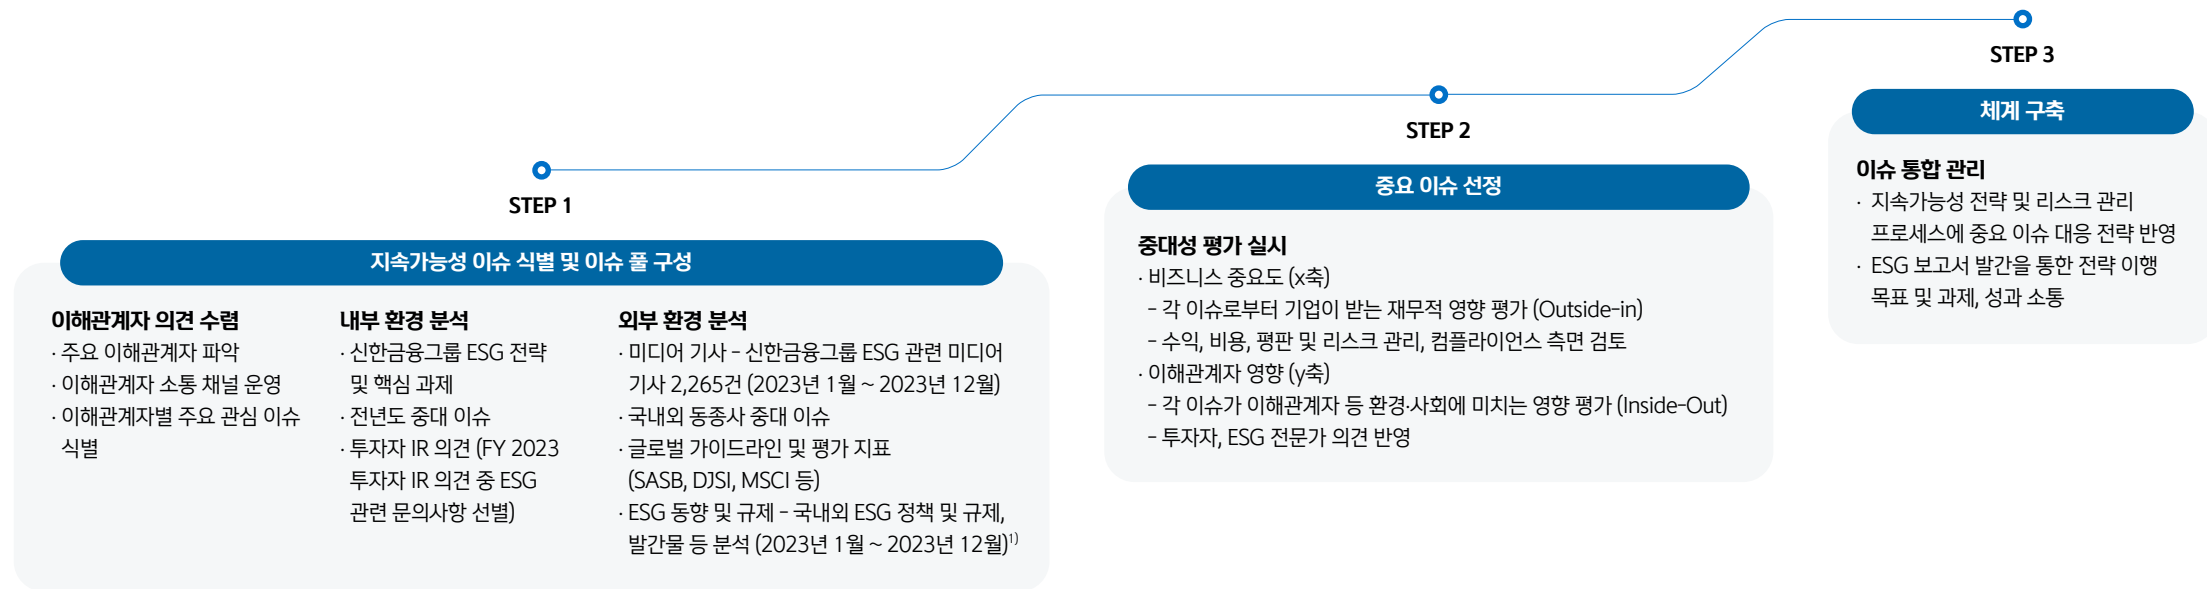 STEP 1
지속가능성 이슈 식별 및 이슈 풀 구성
이해관계자 의견 수렴
· 주요 이해관계자 파악
· 이해관계자 소통 채널 운영
· 이해관계자별 주요 관심 이슈
식별
내부 환경 분석
· 신한금융그룹 ESG 전략
및 핵심 과제
· 전년도 중대 이슈
· 투자자 IR 의견 (FY 2023
투자자 IR 의견 중 ESG
관련 문의사항 선별)
외부 환경 분석
· 미디어 기사 – 신한금융그룹 ESG 관련 미디어
기사 2,265건 (2023년 1월 ~ 2023년 12월)
· 국내외 동종사 중대 이슈
· 글로벌 가이드라인 및 평가 지표
(SASB, DJSI, MSCI 등)
· ESG 동향 및 규제 – 국내외 ESG 정책 및 규제,
발간물 등 분석 (2023년 1월 ~ 2023년 12월)1)
STEP 2
중요 이슈 선정
중대성 평가 실시
· 비즈니스 중요도 (x축)
– 각 이슈로부터 기업이 받는 재무적 영향 평가 (Outside-in)
– 수익, 비용, 평판 및 리스크 관리, 컴플라이언스 측면 검토
· 이해관계자 영향 (y축)
– 각 이슈가 이해관계자 등 환경·사회에 미치는 영향 평가 (Inside-Out)
– 투자자, ESG 전문가 의견 반영
STEP 3
체계 구축
이슈 통합 관리
· 지속가능성 전략 및 리스크 관리
프로세스에 중요 이슈 대응 전략 반영
· ESG 보고서 발간을 통한 전략 이행
목표 및 과제, 성과 소통